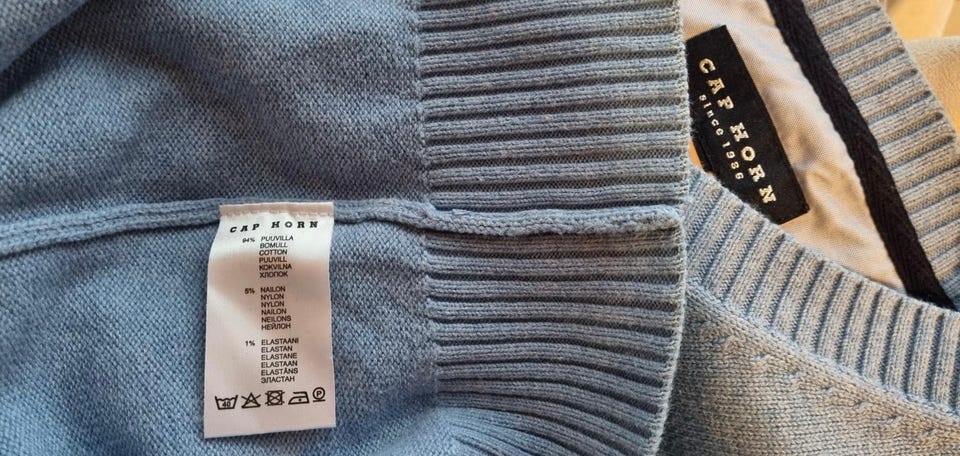 CAP HORN
94% PUUVILLA
BOMULL
COTTON
PUUVILL
KOKVILNA
ХЛОПОК
5% NAILON
NYLON
NYLON
NAILON
NEILONS
НЕЙЛОН
1% ELASTAANI
ELASTAN
ELASTANE
ELASTAAN
ELASTĀNS
ЭЛАСТАН
40 P
CAP HORN
since 1986